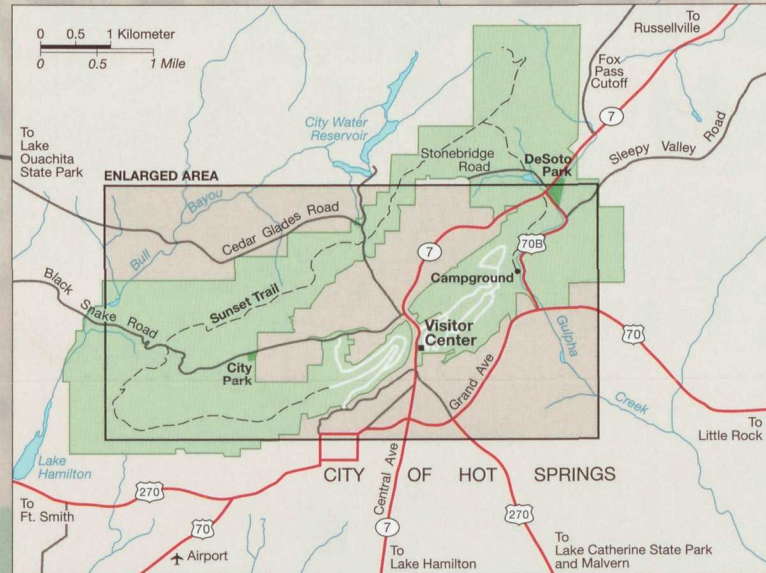 0 0.5 1 Kilometer
0 0.5 1 Mile
To
Russellville
Fox
Pass
Cutoff
7
Sleepy Valley Road
City Water
Reservoir
Stonebridge
Road
DeSoto
Park
To
Lake
Ouachita
State Park
ENLARGED AREA
Bull Bayou
Cedar Glades Road
7
70B
Campground
Black Snake Road
Sunset Trail
Visitor
Center
City
Park
Gulpha Creek
70
Grand Ave
To
Little Rock
Lake
Hamilton
CITY OF HOT SPRINGS
Central Ave
270
To
Ft. Smith
70
Airport
7
To
Lake Hamilton
270
To
Lake Catherine State Park
and Malvern